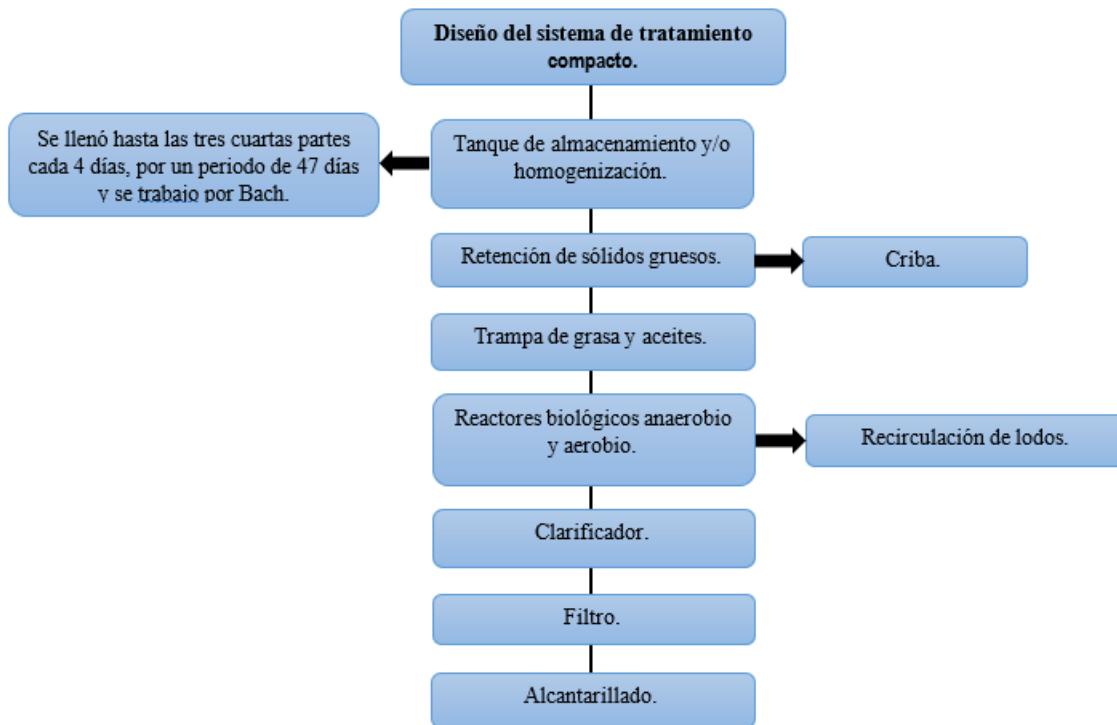 Diseño del sistema de tratamiento
compacto.
Se llenó hasta las tres cuartas partes
cada 4 días, por un periodo de 47 días
y se trabajo por Bach.
Tanque de almacenamiento y/o
homogenización.
Retención de sólidos gruesos.
Criba.
Trampa de grasa y aceites.
Reactores biológicos anaerobio
y aerobio.
Recirculación de lodos.
Clarificador.
Filtro.
Alcantarillado.